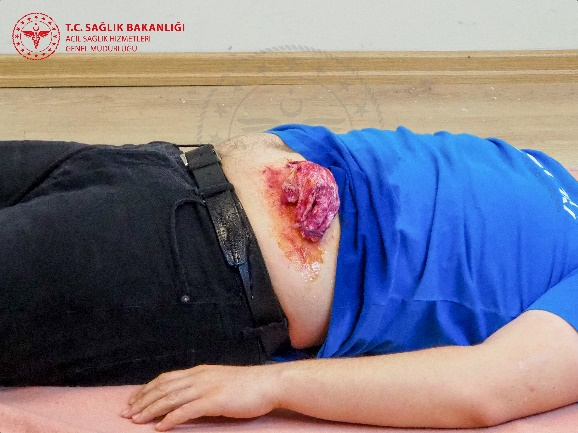 T.C. SAĞLIK BAKANLIĞI
ACİL SAĞLIK HİZMETLERİ
GENEL MÜDÜRLÜĞÜ